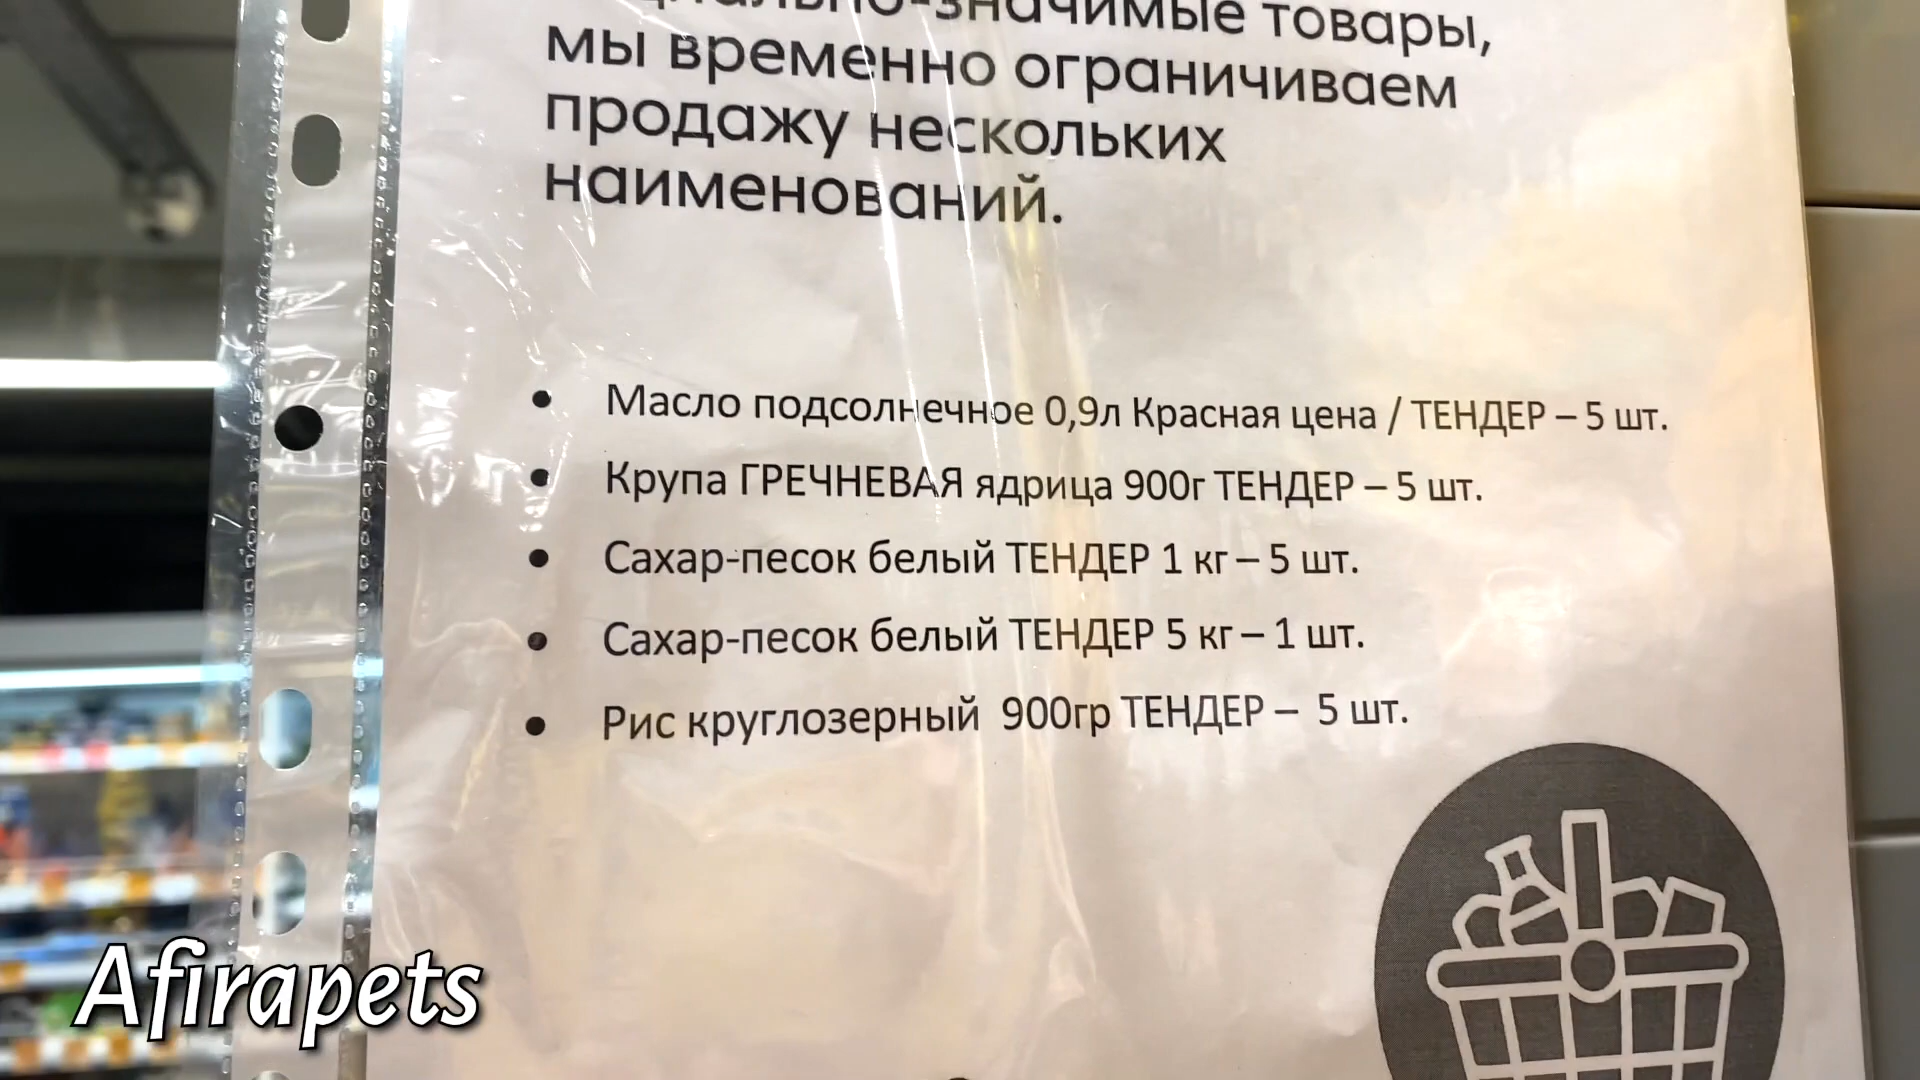 значимые товары,
мы временно ограничиваем
продажу нескольких
наименований.
• Масло подсолнечное 0,9л Красная цена / ТЕНДЕР – 5 шт.
• Крупа ГРЕЧНЕВАЯ ядрица 900г ТЕНДЕР – 5 шт.
• Сахар-песок белый ТЕНДЕР 1 кг – 5 шт.
• Сахар-песок белый ТЕНДЕР 5 кг – 1 шт.
• Рис круглозерный 900гр ТЕНДЕР – 5 шт.
Afirapets